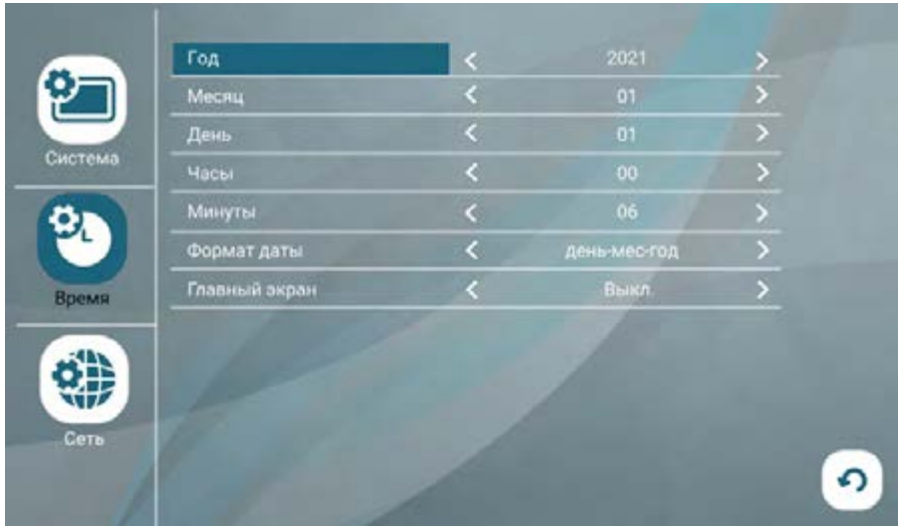 Система
Время
Сеть
Год 2021
Месяц 01
День 01
Часы 00
Минуты 06
Формат даты день-мес-год
Главный экран Выкл.